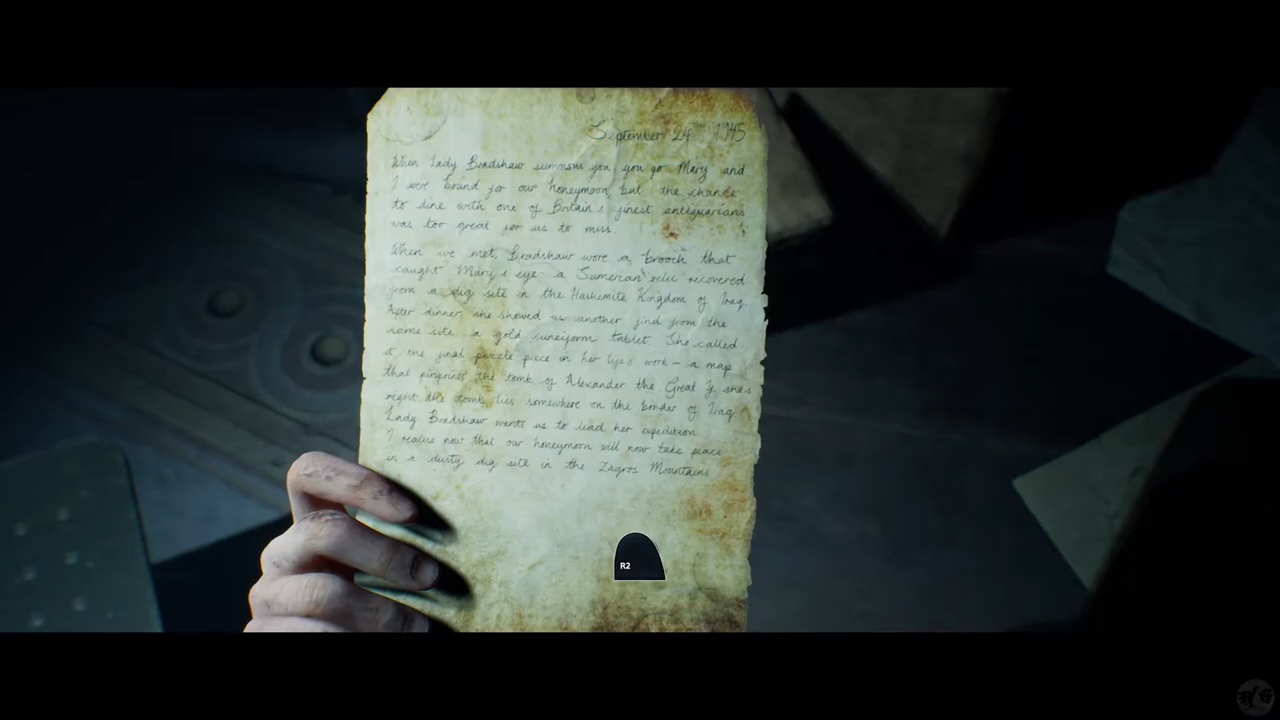 September 24th 1945
When Lady Bradshaw summons you, you go. Mary and
I were bound for our honeymoon but the chance
to dine with one of Britain's finest antiquarians
was too great for us to miss.
When we met, Bradshaw wore a brooch that
caught Mary's eye: a Sumerian relic recovered
from a dig site in the Hashemite Kingdom of Iraq.
After dinner, she showed us another find from the
same site: a gold cuneiform tablet. She called
it the final puzzle-piece in her life's work – a map
that pinpoints the tomb of Alexander the Great. If she's
right the tomb lies somewhere on the border of Iraq.
Lady Bradshaw wants us to lead her expedition.
I realise now that our honeymoon will now take place
in a dusty dig site in the Zagros Mountains.
R2